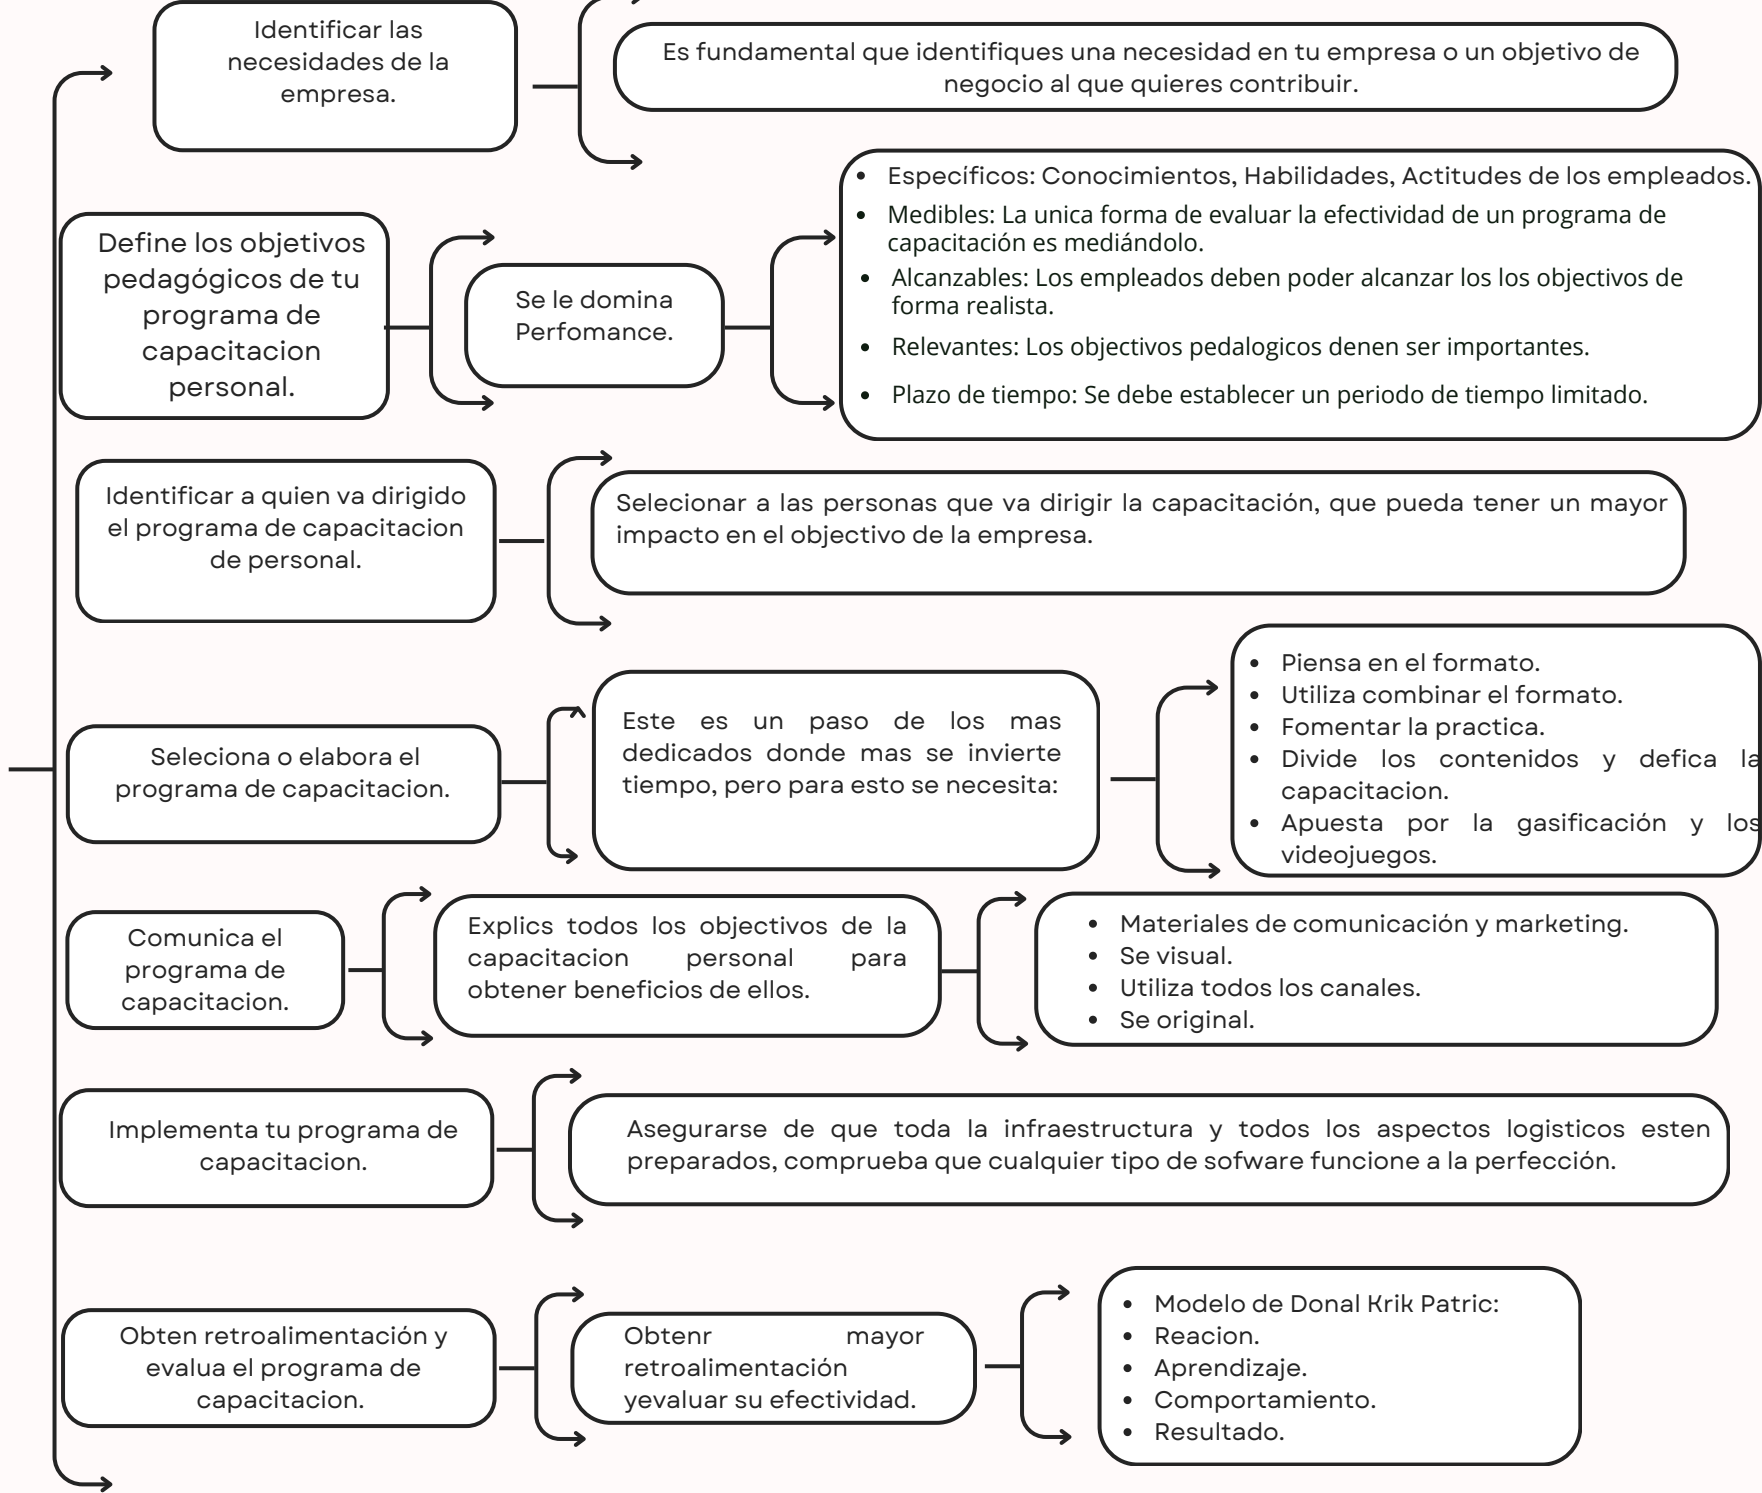 Identificar las
necesidades de la
empresa.
Es fundamental que identifiques una necesidad en tu empresa o un objetivo de
negocio al que quieres contribuir.
Define los objetivos
pedagógicos de tu
programa de
capacitacion
personal.
Se le domina
Perfomance.
• Específicos: Conocimientos, Habilidades, Actitudes de los empleados.
• Medibles: La unica forma de evaluar la efectividad de un programa de
capacitación es mediándolo.
• Alcanzables: Los empleados deben poder alcanzar los los objectivos de
forma realista.
• Relevantes: Los objectivos pedalogicos denen ser importantes.
• Plazo de tiempo: Se debe establecer un periodo de tiempo limitado.
Identificar a quien va dirigido
el programa de capacitacion
de personal.
Selecionar a las personas que va dirigir la capacitación, que pueda tener un mayor
impacto en el objectivo de la empresa.
Seleciona o elabora el
programa de capacitacion.
Este es un paso de los mas
dedicados donde mas se invierte
tiempo, pero para esto se necesita:
• Piensa en el formato.
• Utiliza combinar el formato.
• Fomentar la practica.
• Divide los contenidos y defica la
capacitacion.
• Apuesta por la gasificación y los
videojuegos.
Comunica el
programa de
capacitacion.
Explics todos los objectivos de la
capacitacion personal para
obtener beneficios de ellos.
• Materiales de comunicación y marketing.
• Se visual.
• Utiliza todos los canales.
• Se original.
Implementa tu programa de
capacitacion.
Asegurarse de que toda la infraestructura y todos los aspectos logisticos esten
preparados, comprueba que cualquier tipo de sofware funcione a la perfección.
Obten retroalimentación y
evalua el programa de
capacitacion.
Obtenr mayor
retroalimentación
yevaluar su efectividad.
• Modelo de Donal Krik Patric:
• Reacion.
• Aprendizaje.
• Comportamiento.
• Resultado.